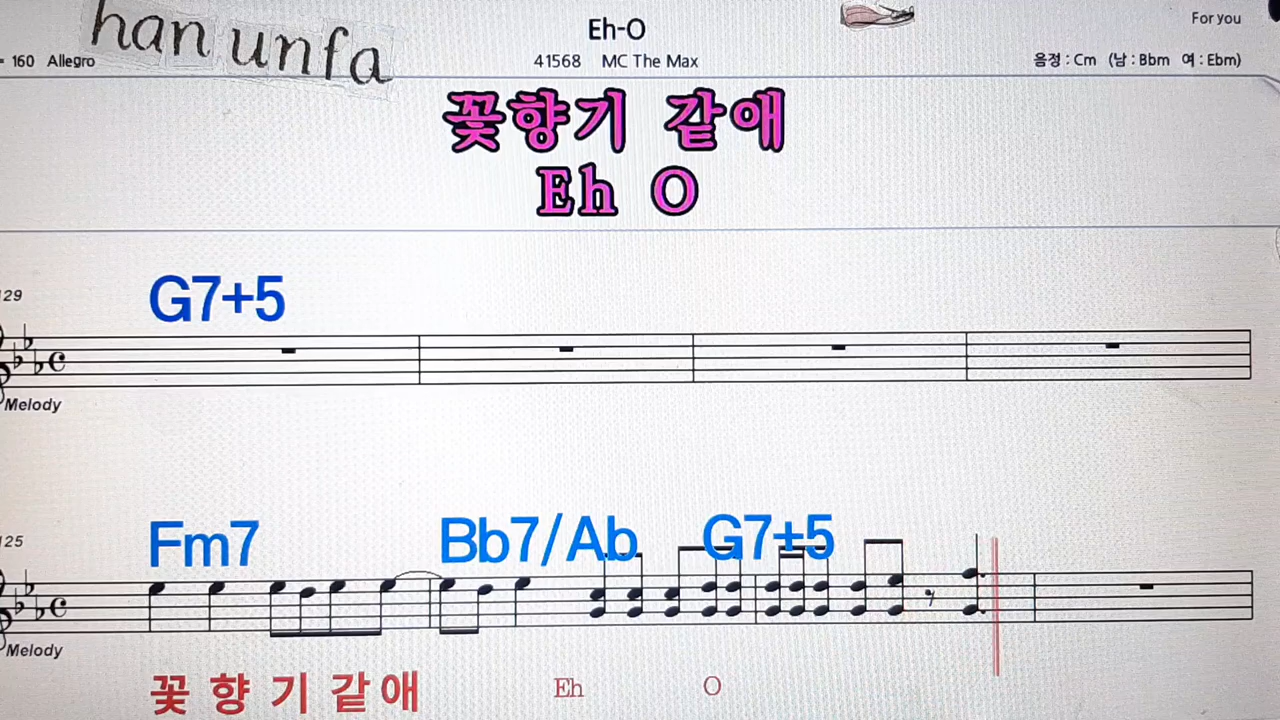 han unfa
Eh-O
For you
= 160 Allegro
41568 MC The Max
음정 : Cm (남 : Bbm 여 : Ebm)
꽃향기 같애
Eh O
129
G7+5
Melody
125
Fm7 Bb7/Ab G7+5
Melody
꽃 향 기 같애 Eh O